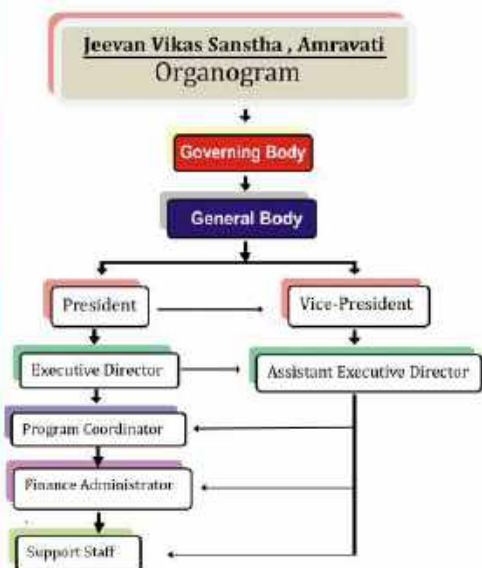 Jeevan Vikas Sanstha , Amravati
Organogram
Governing Body
General Body
President
Vice-President
Executive Director
Assistant Executive Director
Program Coordinator
Finance Administrator
Support Staff